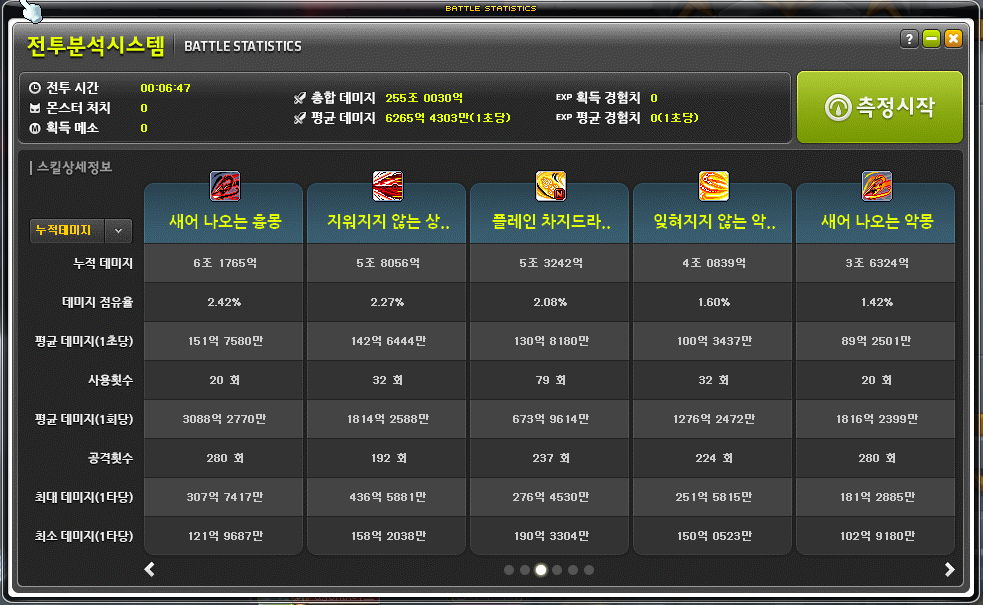 BATTLE STATISTICS
전투분석시스템 BATTLE STATISTICS ?
전투 시간 00:06:47
몬스터 처치 0
M 획득 메소 0
총합 데미지 255조 0030억
평균 데미지 6265억 4303만(1초당)
EXP 획득 경험치 0
EXP 평균 경험치 0(1초당)
측정시작
스킬상세정보
누적데미지
새어 나오는 흉몽 지워지지 않는 상.. 플레인 차지드라.. 잊혀지지 않는 악.. 새어 나오는 악몽
누적 데미지 6조 1765억 5조 8056억 5조 3242억 4조 0839억 3조 6324억
데미지 점유율 2.42% 2.27% 2.08% 1.60% 1.42%
평균 데미지(1초당) 151억 7580만 142억 6444만 130억 8180만 100억 3437만 89억 2501만
사용횟수 20 회 32 회 79 회 32 회 20 회
평균 데미지(1회당) 3088억 2770만 1814억 2588만 673억 9614만 1276억 2472만 1816억 2399만
공격횟수 280 회 192 회 237 회 224 회 280 회
최대 데미지(1타당) 307억 7417만 436억 5881만 276억 4530만 251억 5815만 181억 2885만
최소 데미지(1타당) 121억 9687만 158억 2038만 190억 3304만 150억 0523만 102억 9180만